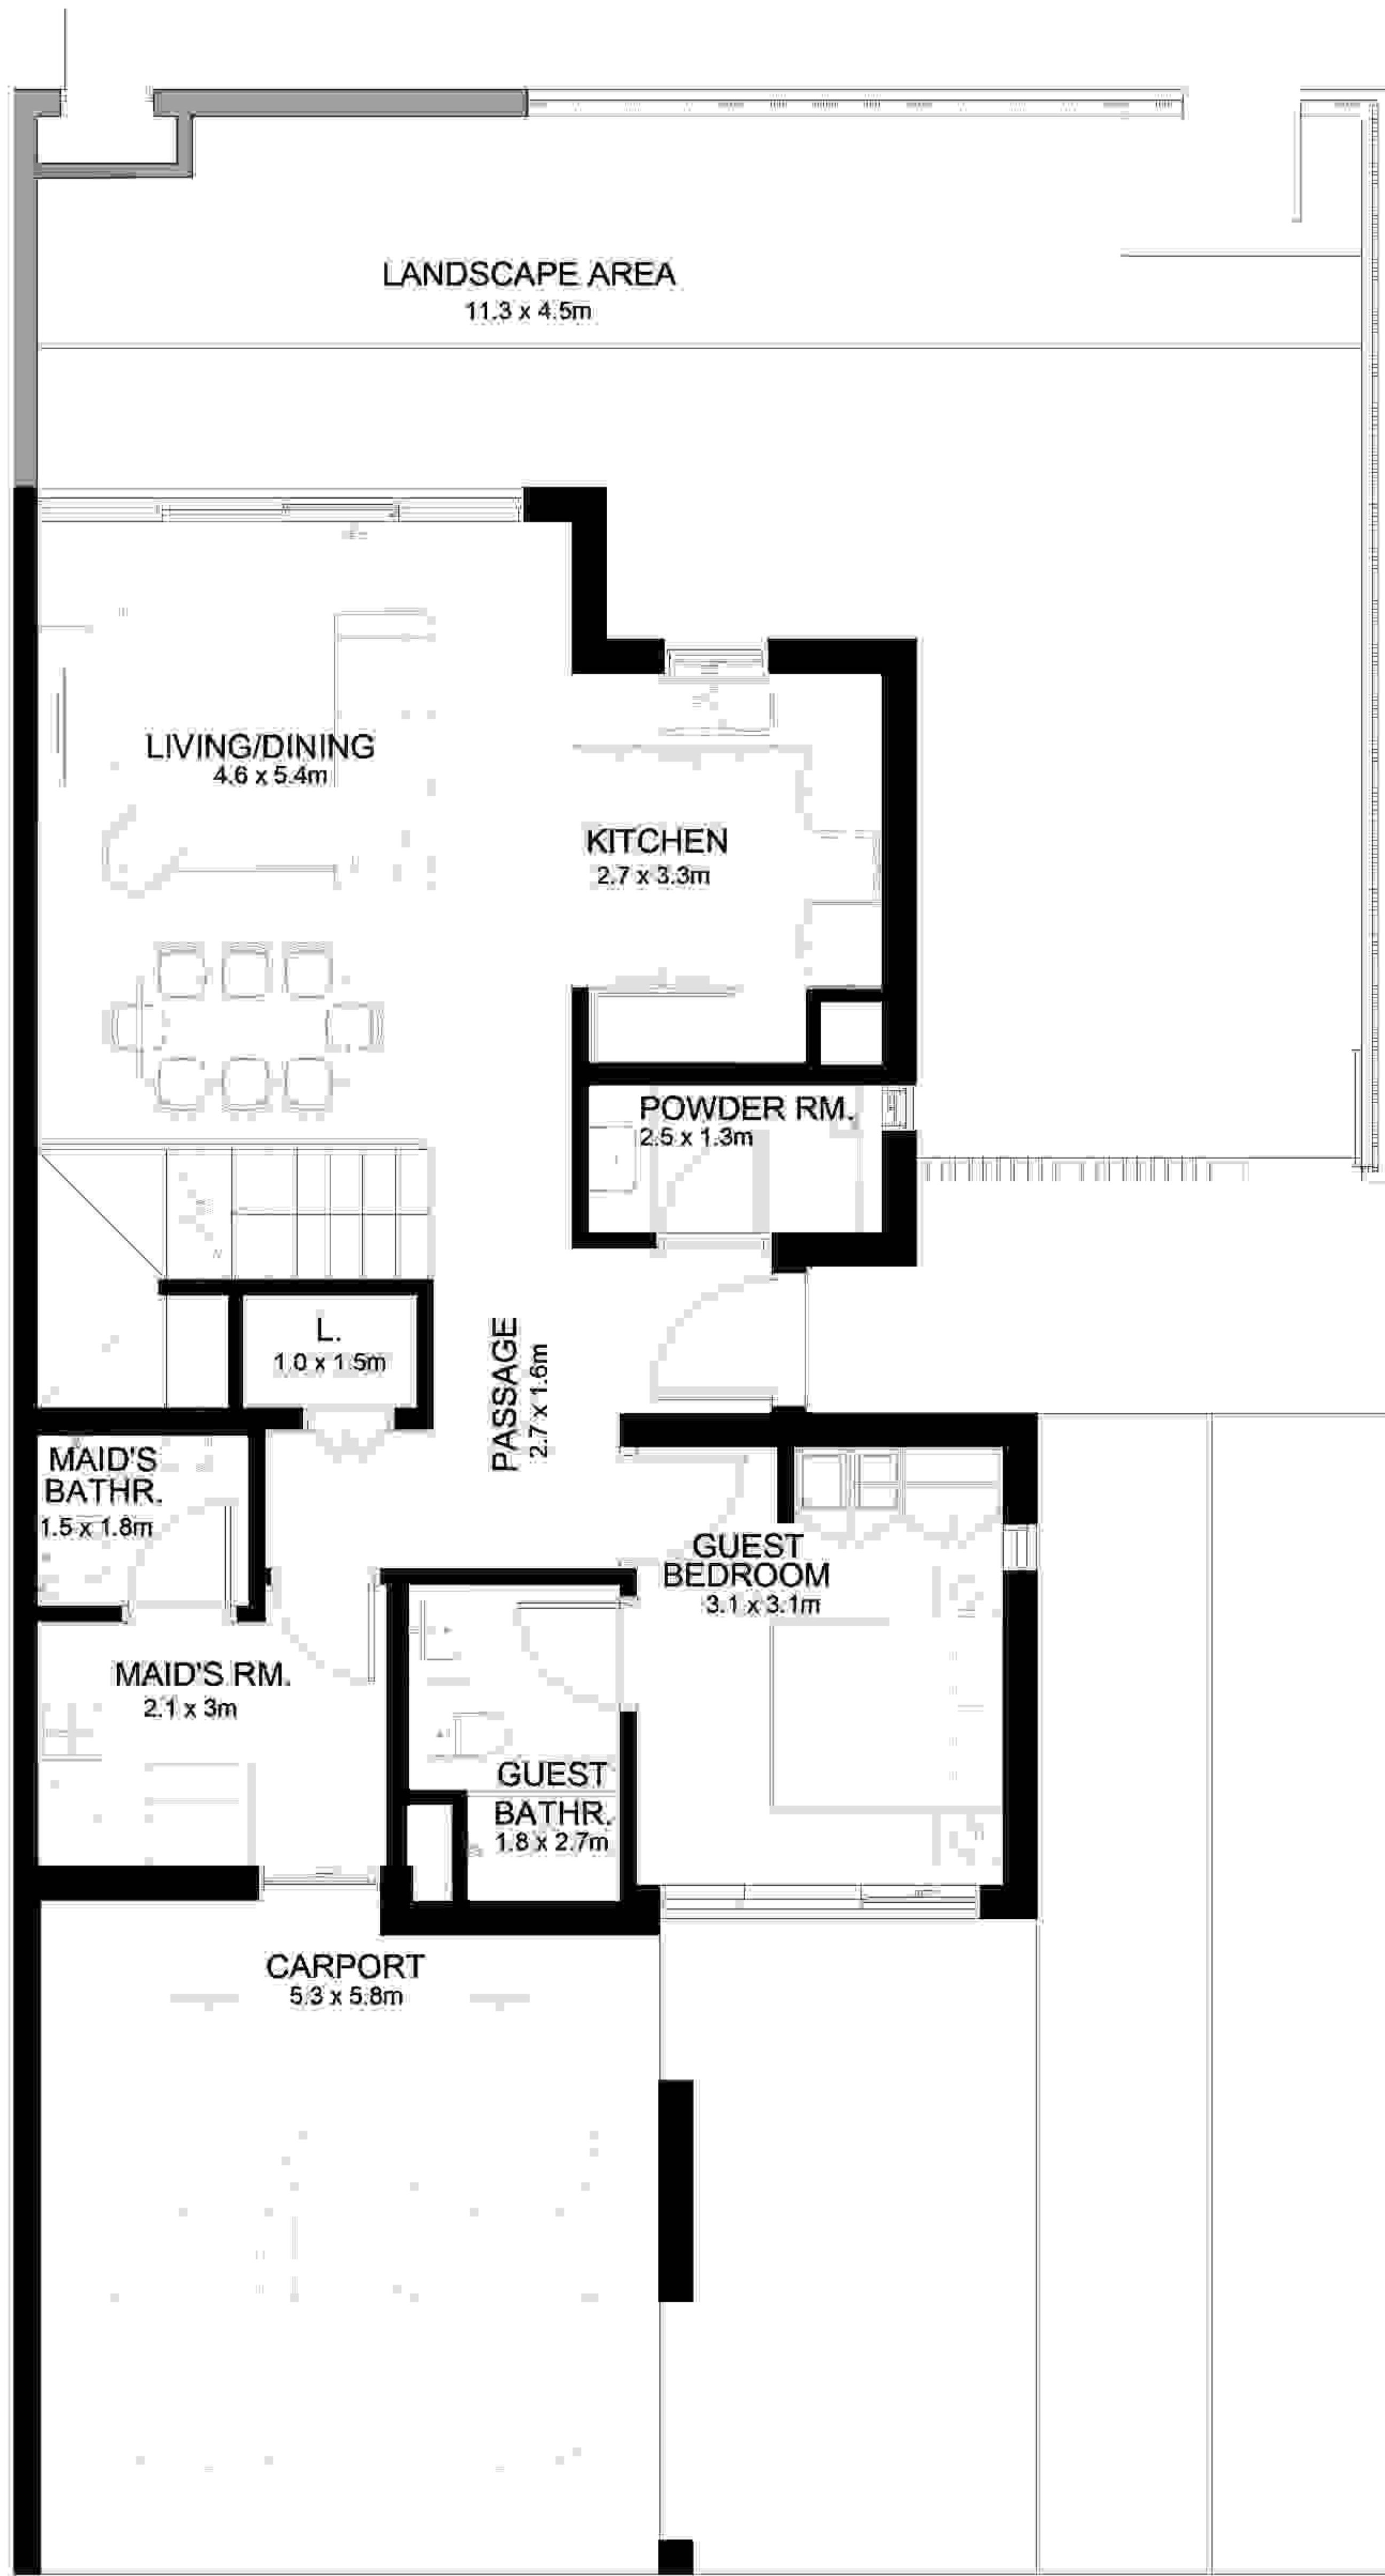 LANDSCAPE AREA
11.3 x 4.5m
LIVING/DINING
4.6 x 5.4m
KITCHEN
2.7 x 3.3m
POWDER RM.
2.5 x 1.3m
L.
1.0 x 1.5m
PASSAGE
2.7 x 1.6m
MAID'S
BATHR.
1.5 x 1.8m
GUEST
BEDROOM
3.1 x 3.1m
MAID'S RM.
2.1 x 3m
GUEST
BATHR.
1.8 x 2.7m
CARPORT
5.3 x 5.8m